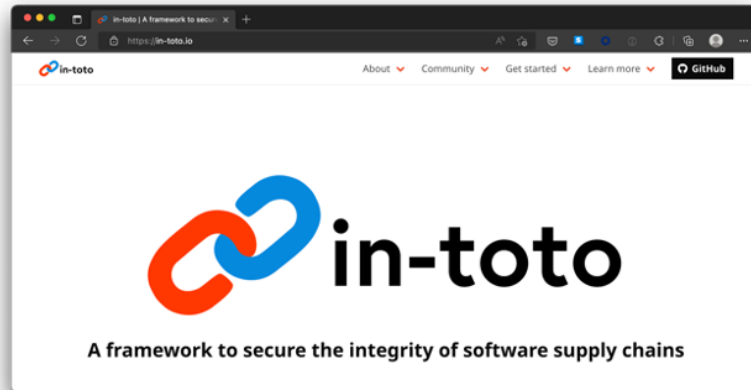 in-toto | A framework to secur
https://in-toto.io
in-toto
About
Community
Get started
Learn more
GitHub
in-toto
A framework to secure the integrity of software supply chains